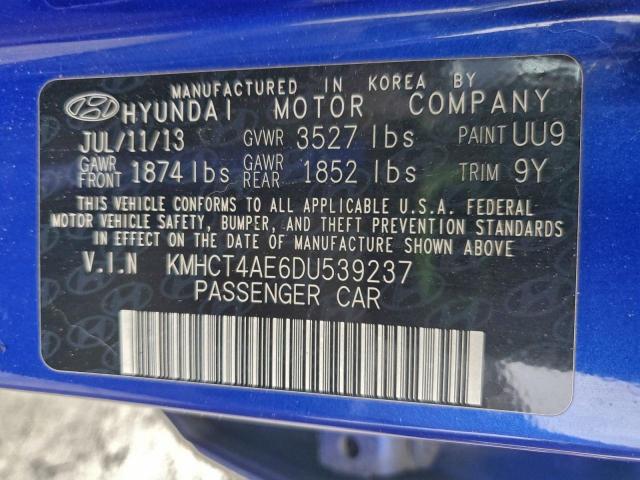 MANUFACTURED IN KOREA BY
HYUNDAI MOTOR COMPANY
JUL/11/13 GVWR 3527 lbs PAINT UU9
GAWR FRONT 1874 lbs GAWR REAR 1852 lbs TRIM 9Y
THIS VEHICLE CONFORMS TO ALL APPLICABLE U.S.A. FEDERAL
MOTOR VEHICLE SAFETY, BUMPER, AND THEFT PREVENTION STANDARDS
IN EFFECT ON THE DATE OF MANUFACTURE SHOWN ABOVE.
V.I.N KMHCT4AE6DU539237
PASSENGER CAR